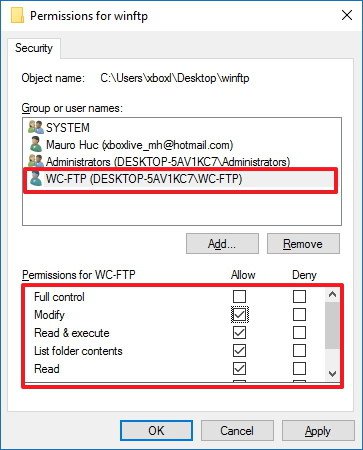 Permissions for winftp
Security
Object name: C:\Users\xboxl\Desktop\winftp
Group or user names:
SYSTEM
Mauro Huc (xboxlive_mh@hotmail.com)
Administrators (DESKTOP-5AV1KC7\Administrators)
WC-FTP (DESKTOP-5AV1KC7\WC-FTP)
Add... Remove
Permissions for WC-FTP Allow Deny
Full control
Modify
Read & execute
List folder contents
Read
OK Cancel Apply